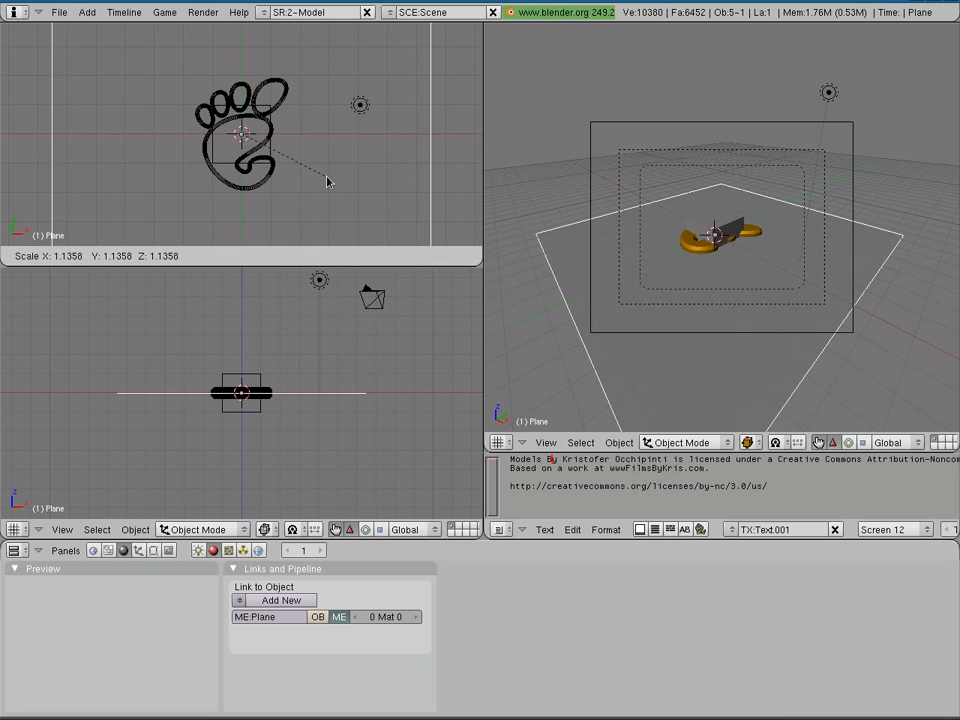 File Add Timeline Game Render Help SR:2-Model SCE:Scene www.blender.org 249.2 Ve:10380 | Fa:6452 | Ob:5-1 | La:1 | Mem:1.76M (0.53M) | Time: | Plane
(1) Plane
Scale X: 1.1358 Y: 1.1358 Z: 1.1358
z
(1) Plane
View Select Object Object Mode Global
Models By Kristofer Occhipinti is licensed under a Creative Commons Attribution-Noncom
Based on a work at wwwFilmsByKris.com.
http://creativecommons.org/licenses/by-nc/3.0/us/
z
(1) Plane
View Select Object Object Mode Global
Text Edit Format TX:Text.001 Screen 12
Panels 1
Preview
Links and Pipeline
Link to Object
Add New
ME:Plane OB ME 0 Mat 0